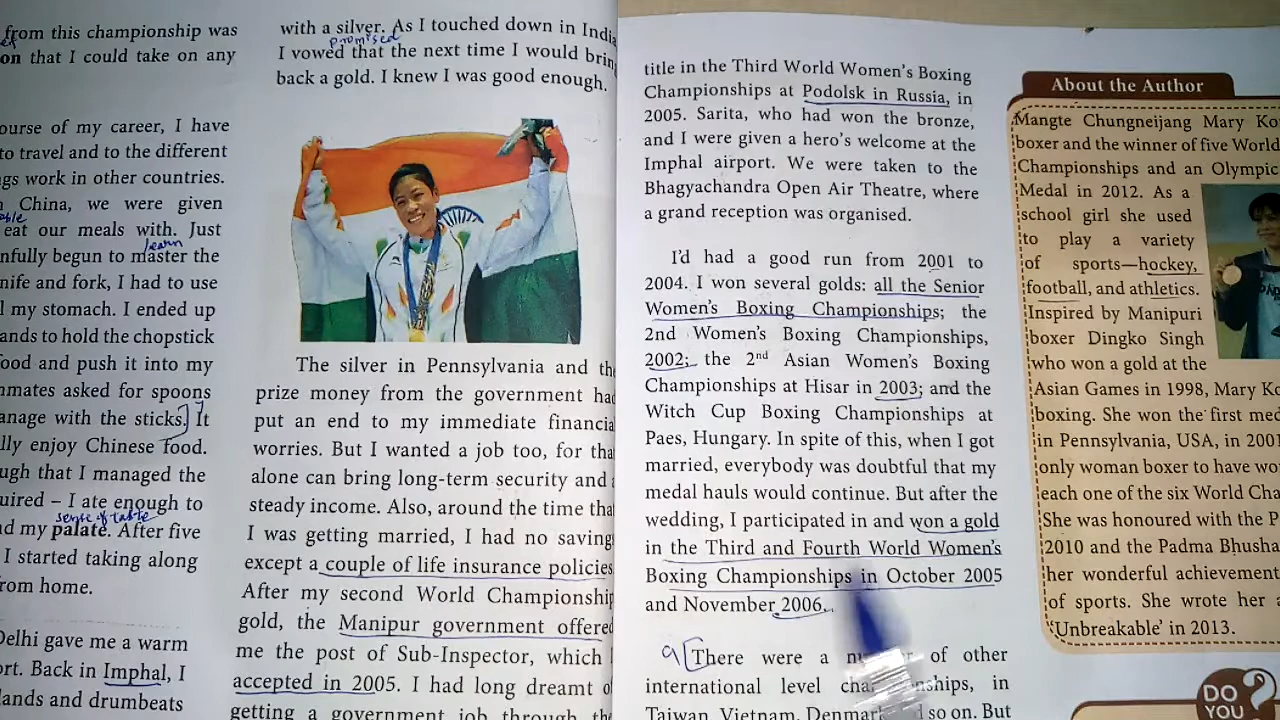 from this championship was
on that I could take on any
ourse of my career, I have
to travel and to the different
gs work in other countries.
China, we were given
able
eat our meals with. Just
learn
nfully begun to master the
nife and fork, I had to use
l my stomach. I ended up
ands to hold the chopstick
ood and push it into my
mates asked for spoons
anage with the sticks. It
lly enjoy Chinese food.
ugh that I managed the
uired – I ate enough to
sense of taste
d my palate. After five
I started taking along
rom home.
Delhi gave me a warm
ort. Back in Imphal, I
lands and drumbeats
with a silver. As I touched down in India
promised
I vowed that the next time I would bring
back a gold. I knew I was good enough.
The silver in Pennsylvania and the
prize money from the government had
put an end to my immediate financia
worries. But I wanted a job too, for tha
alone can bring long-term security and a
steady income. Also, around the time tha
I was getting married, I had no saving
except a couple of life insurance policies
After my second World Championship
gold, the Manipur government offered
me the post of Sub-Inspector, which I
accepted in 2005. I had long dreamt o
getting a government job through the
title in the Third World Women's Boxing
Championships at Podolsk in Russia, in
2005. Sarita, who had won the bronze,
and I were given a hero's welcome at the
Imphal airport. We were taken to the
Bhagyachandra Open Air Theatre, where
a grand reception was organised.
I'd had a good run from 2001 to
2004. I won several golds: all the Senior
Women's Boxing Championships; the
2nd Women's Boxing Championships,
2002; the 2nd Asian Women's Boxing
Championships at Hisar in 2003; and the
Witch Cup Boxing Championships at
Paes, Hungary. In spite of this, when I got
married, everybody was doubtful that my
medal hauls would continue. But after the
wedding, I participated in and won a gold
in the Third and Fourth World Women's
Boxing Championships in October 2005
and November 2006.
9 There were a of other
international level in
Taiwan, Vietnam, Denmark so on. But
About the Author
Mangte Chungneijang Mary Ko
boxer and the winner of five World
Championships and an Olympic
Medal in 2012. As a
school girl she used
to play a variety
of sports—hockey,
football, and athletics.
Inspired by Manipuri
boxer Dingko Singh
who won a gold at the
Asian Games in 1998, Mary Ko
boxing. She won the first med
in Pennsylvania, USA, in 2001
only woman boxer to have wo
each one of the six World Cha
She was honoured with the P
2010 and the Padma Bhusha
her wonderful achievement
of sports. She wrote her a
'Unbreakable' in 2013.
DO
YOU